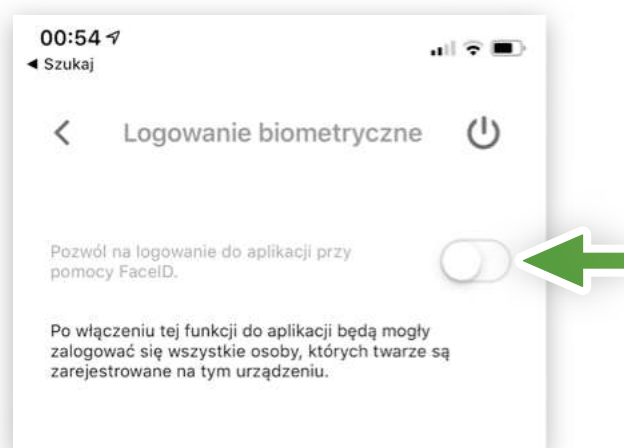 00:54
◀ Szukaj
Logowanie biometryczne
Pozwól na logowanie do aplikacji przy
pomocy FaceID.
Po włączeniu tej funkcji do aplikacji będą mogły
zalogować się wszystkie osoby, których twarze są
zarejestrowane na tym urządzeniu.